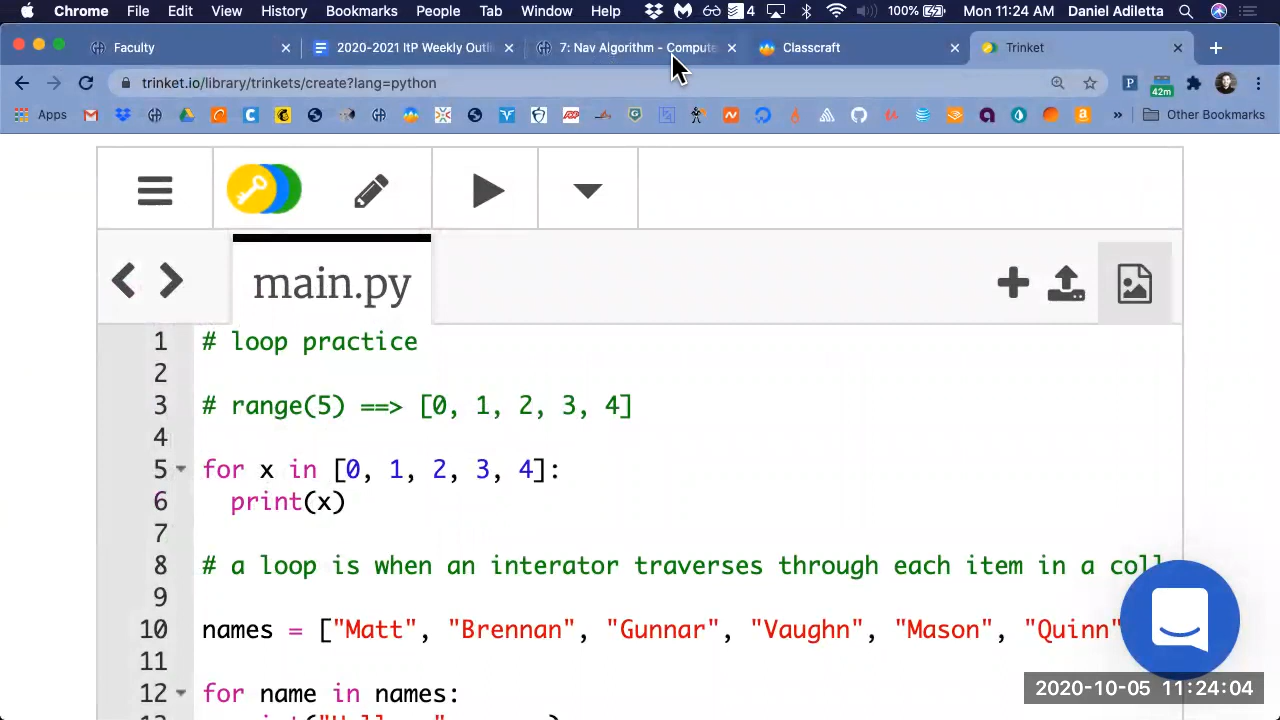 Chrome File Edit View History Bookmarks People Tab Window Help 4 100% Mon 11:24 AM Daniel Adiletta
Faculty 2020-2021 ItP Weekly Outli 7: Nav Algorithm - Compute Classcraft Trinket
trinket.io/library/trinkets/create?lang=python 42m
Apps Other Bookmarks
main.py
1 # loop practice
2
3 # range(5) ==> [0, 1, 2, 3, 4]
4
5 for x in [0, 1, 2, 3, 4]:
6 print(x)
7
8 # a loop is when an interator traverses through each item in a coll
9
10 names = ["Matt", "Brennan", "Gunnar", "Vaughn", "Mason", "Quinn"
11
12 for name in names:
2020-10-05 11:24:04